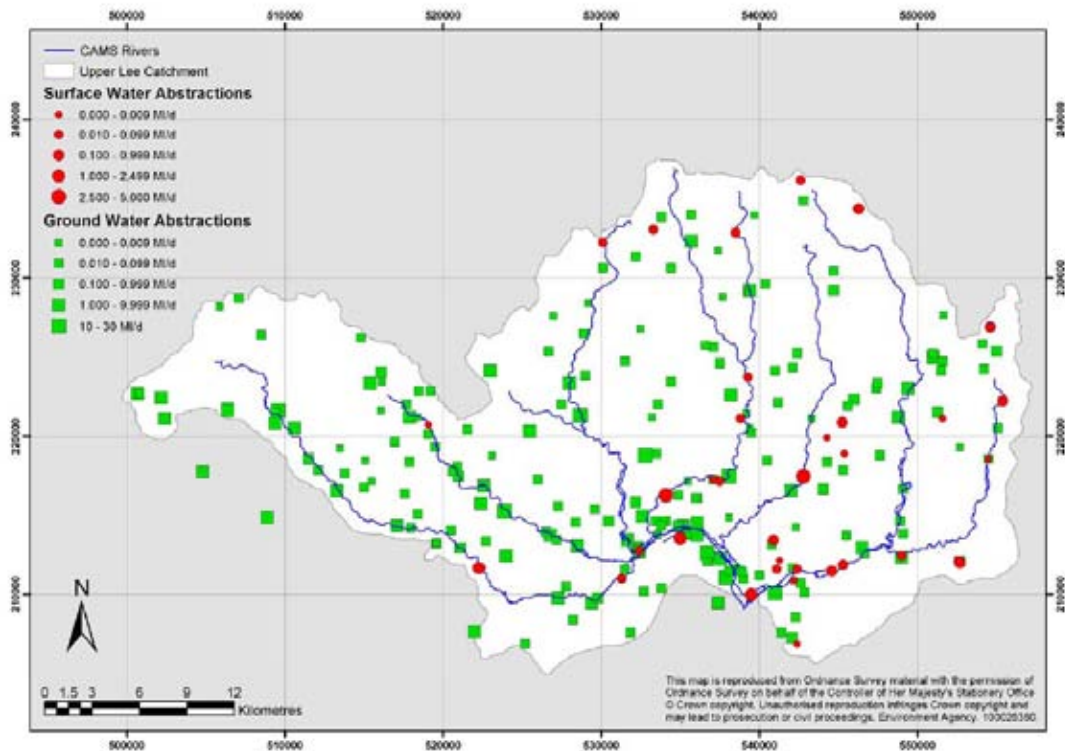 500000 510000 520000 530000 540000 550000
CAMS Rivers
Upper Lee Catchment
Surface Water Abstractions
0.000 - 0.009 Ml/d
0.010 - 0.099 Ml/d
0.100 - 0.999 Ml/d
1.000 - 2.499 Ml/d
2.500 - 5.000 Ml/d
Ground Water Abstractions
0.000 - 0.009 Ml/d
0.010 - 0.099 Ml/d
0.100 - 0.999 Ml/d
1.000 - 9.999 Ml/d
10 - 30 Ml/d
240000 240000
230000 230000
220000 220000
210000 210000
N
0 1.5 3 6 9 12
Kilometres
This map is reproduced from Ordnance Survey material with the permission of
Ordnance Survey on behalf of the Controller of Her Majesty's Stationery Office
© Crown copyright. Unauthorised reproduction infringes Crown copyright and
may lead to prosecution or civil proceedings. Environment Agency.
500000 510000 520000 530000 540000 550000